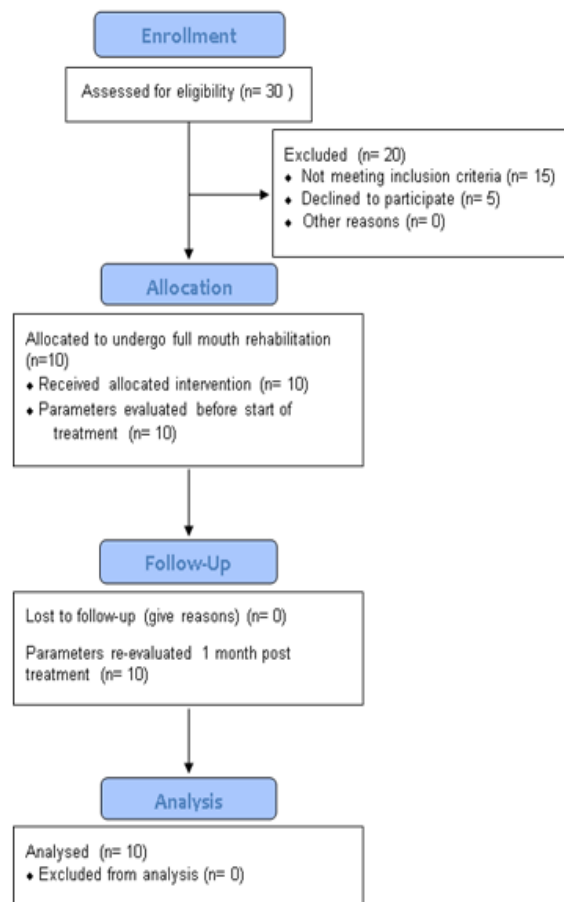 Enrollment
Assessed for eligibility (n= 30 )
Excluded (n= 20)
♦ Not meeting inclusion criteria (n= 15)
♦ Declined to participate (n= 5)
♦ Other reasons (n= 0)
Allocation
Allocated to undergo full mouth rehabilitation
(n=10)
♦ Received allocated intervention (n= 10)
♦ Parameters evaluated before start of
treatment (n= 10)
Follow-Up
Lost to follow-up (give reasons) (n= 0)
Parameters re-evaluated 1 month post
treatment (n= 10)
Analysis
Analysed (n= 10)
♦ Excluded from analysis (n= 0)